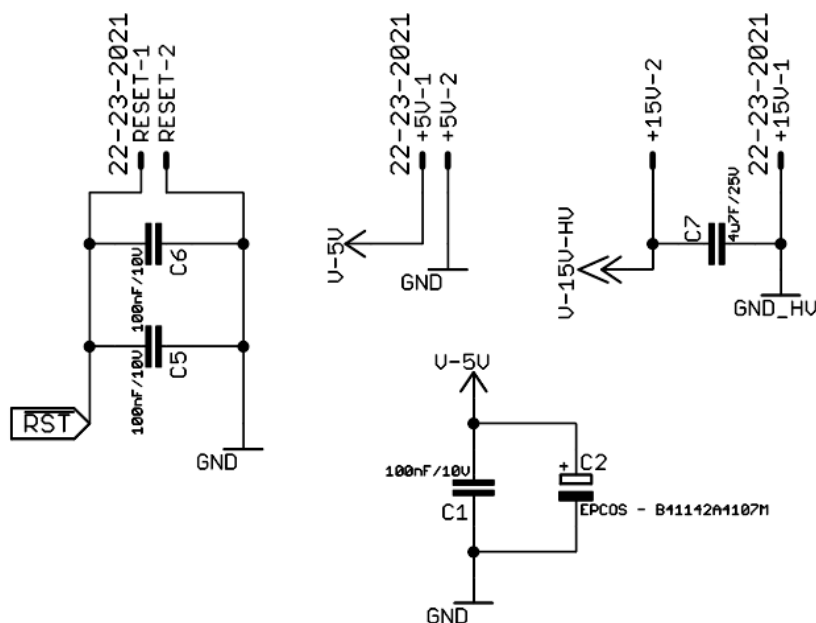 22-23-2021
RESET-1
RESET-2
C6
100nF/10V
C5
100nF/10V
RST
GND
22-23-2021
+5V-1
+5V-2
V-5V
GND
+15V-2
22-23-2021
+15V-1
C7
4u7F/25V
V-15V-HV
GND_HV
V-5V
100nF/10V
C1
+
C2
EPCOS - B41142A4107M
GND